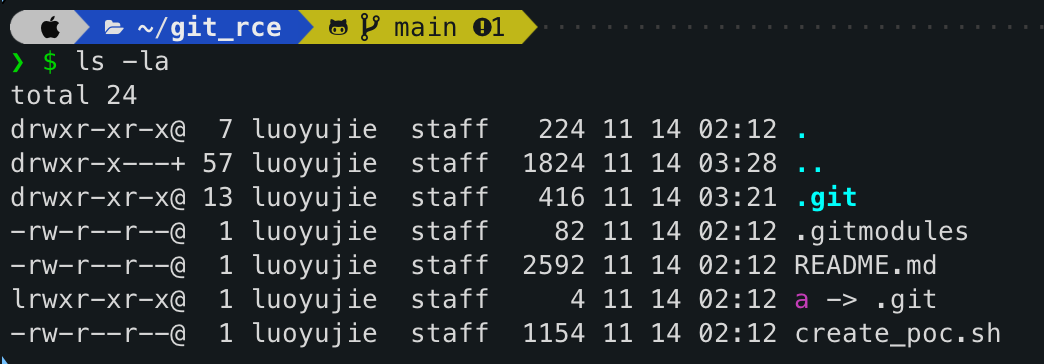 ~/git_rce main 1
❯ $ ls -la
total 24
drwxr-xr-x@  7 luoyujie  staff   224 11 14 02:12 .
drwxr-x---+ 57 luoyujie  staff  1824 11 14 03:28 ..
drwxr-xr-x@ 13 luoyujie  staff   416 11 14 03:21 .git
-rw-r--r--@  1 luoyujie  staff    82 11 14 02:12 .gitmodules
-rw-r--r--@  1 luoyujie  staff  2592 11 14 02:12 README.md
lrwxr-xr-x@  1 luoyujie  staff     4 11 14 02:12 a -> .git
-rw-r--r--@  1 luoyujie  staff  1154 11 14 02:12 create_poc.sh